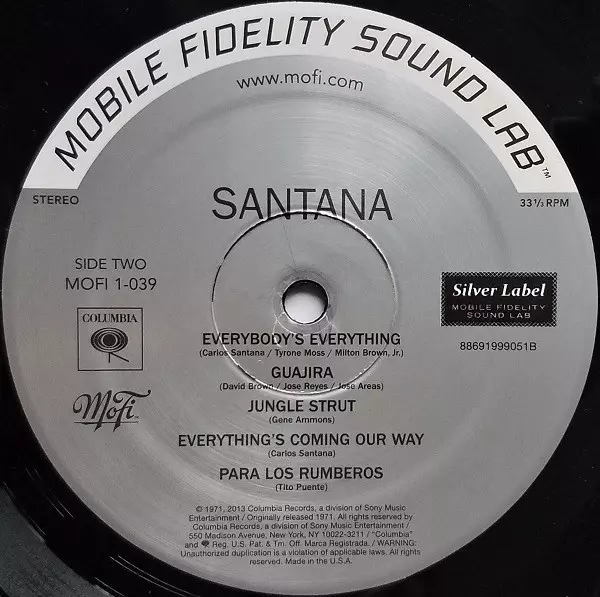 MOBILE FIDELITY SOUND LAB™
www.mofi.com
STEREO
33 1/3 RPM
SANTANA
SIDE TWO
MOFI 1-039
COLUMBIA
MoFi
Silver Label
MOBILE FIDELITY
SOUND LAB
88691999051B
EVERYBODY'S EVERYTHING
(Carlos Santana / Tyrone Moss / Milton Brown, Jr.)
GUAJIRA
(David Brown / Jose Reyes / Jose Areas)
JUNGLE STRUT
(Gene Ammons)
EVERYTHING'S COMING OUR WAY
(Carlos Santana)
PARA LOS RUMBEROS
(Tito Puente)
© 1971, 2013 Columbia Records, a division of Sony Music
Entertainment / Originally released 1971. All rights reserved by
Columbia Records, a division of Sony Music Entertainment /
550 Madison Avenue, New York, NY 10022-3211 / "Columbia"
and Reg. U.S. Pat. & Tm. Off. Marca Registrada. / WARNING:
Unauthorized duplication is a violation of applicable laws. All rights
reserved. Made in the U.S.A.